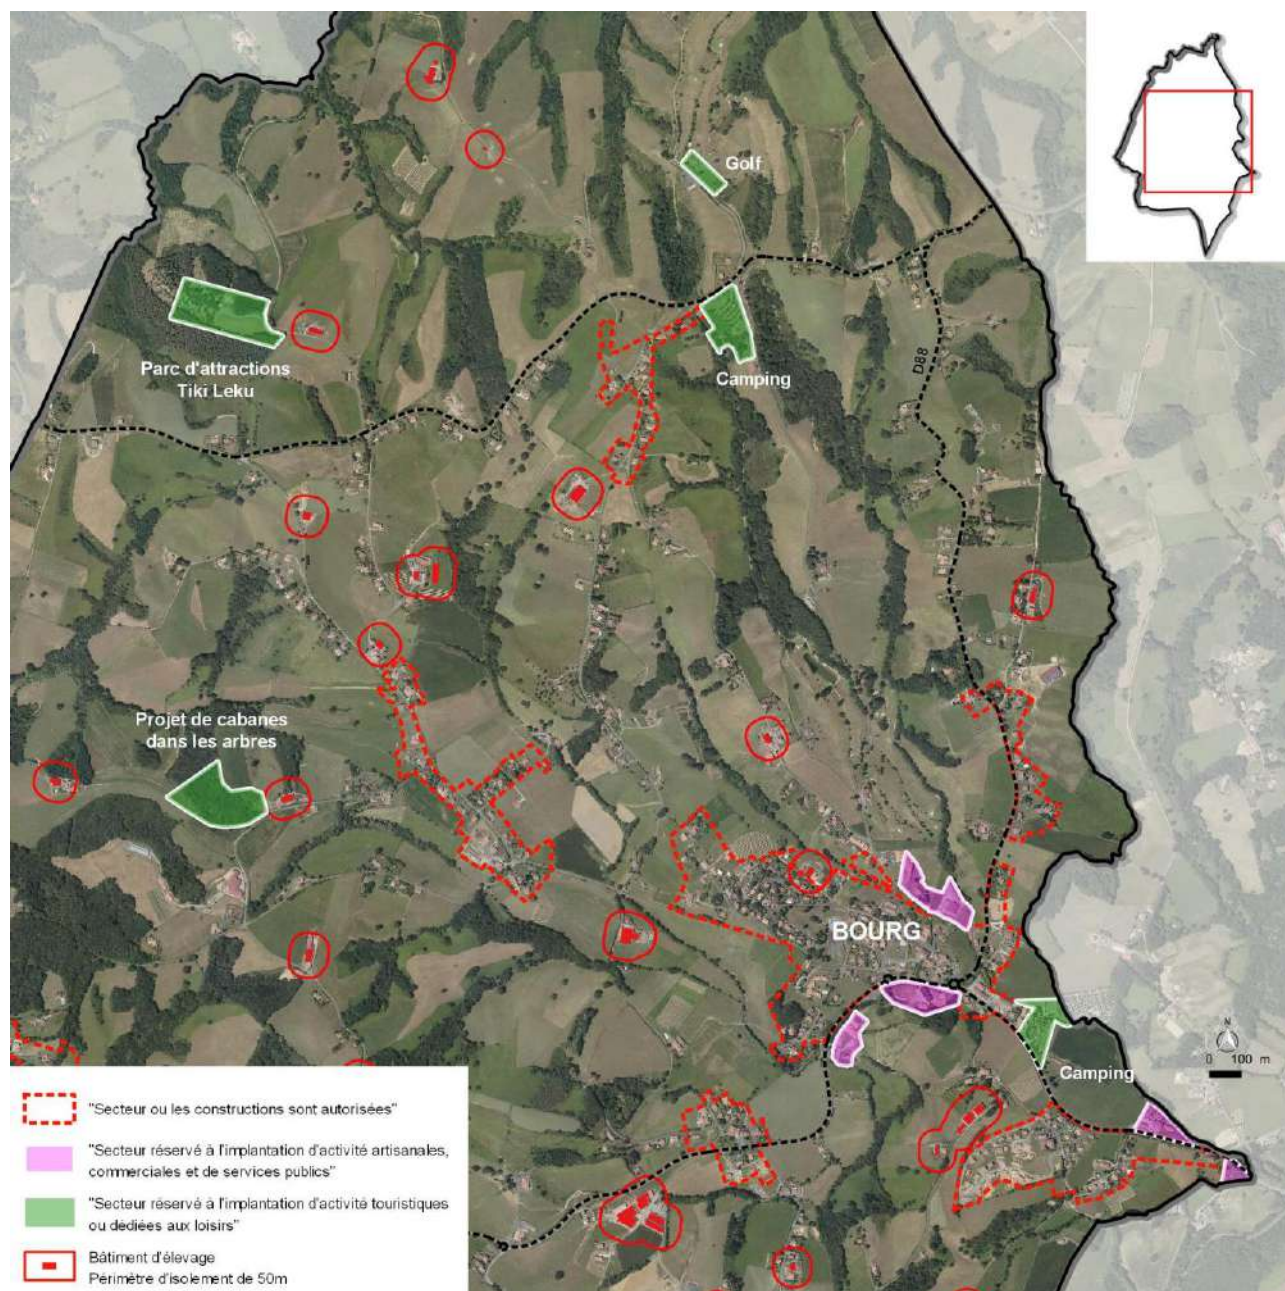 Golf
Parc d'attractions
Tiki Leku
Camping
D88
Projet de cabanes
dans les arbres
BOURG
N
0 100 m
Camping
"Secteur ou les constructions sont autorisées"
"Secteur réservé à l'implantation d'activité artisanales,
commerciales et de services publics"
"Secteur réservé à l'implantation d'activité touristiques
ou dédiées aux loisirs"
Bâtiment d'élevage
Périmètre d'isolement de 50m